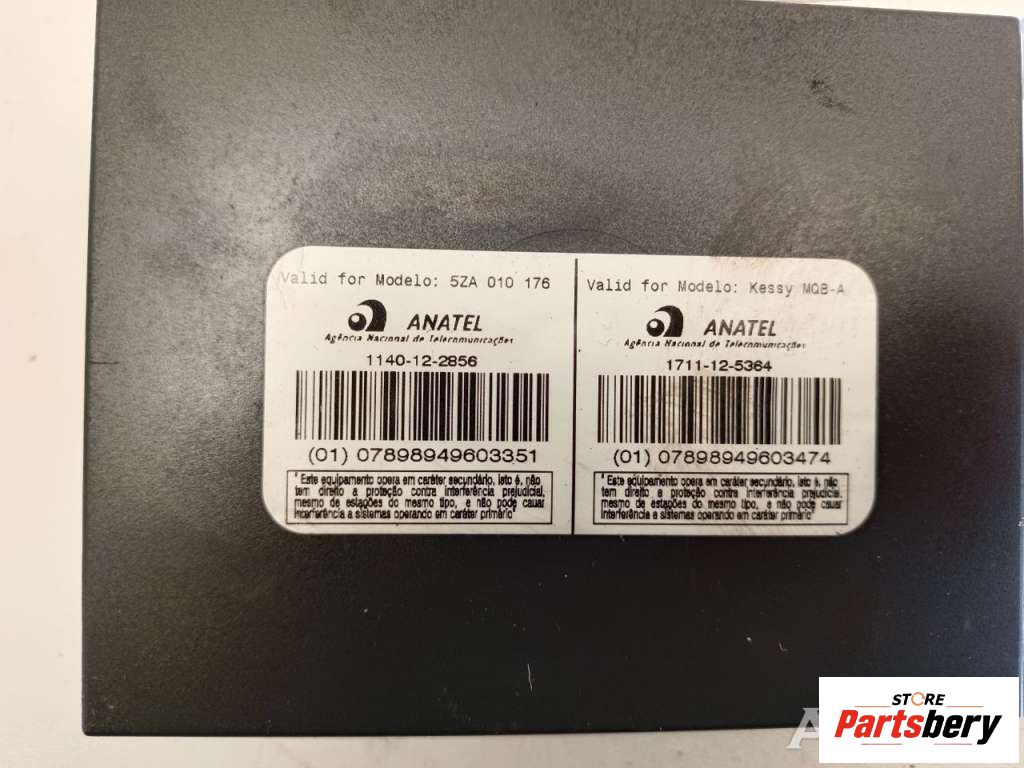 Valid for Modelo: 5ZA 010 176
ANATEL
Agência Nacional de Telecomunicações
1140-12-2856
(01) 07898949603351
"Este equipamento opera em caráter secundário, isto é, não
tem direito a proteção contra interferência prejudicial,
mesmo de estações do mesmo tipo, e não pode cauar
interferência a sistemas operando em caráter primário"
Valid for Modelo: Kessy MQB-A
ANATEL
Agência Nacional de Telecomunicações
1711-12-5364
(01) 07898949603474
"Este equipamento opera em caráter secundário, isto é, não
tem direito a proteção contra interferência prejudicial,
mesmo de estações do mesmo tipo, e não pode cauar
interferência a sistemas operando em caráter primário"
STORE
Partsbery